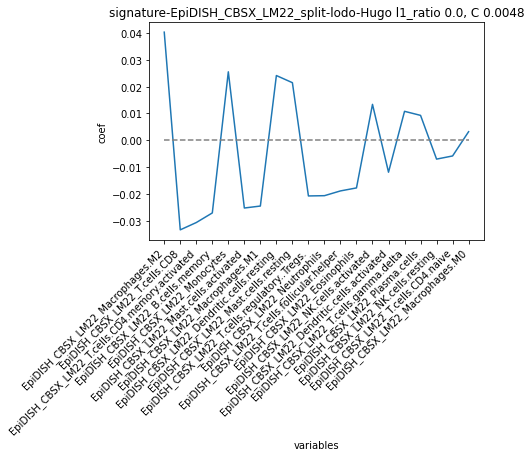 signature-EpiDISH_CBSX_LM22_split-lodo-Hugo l1_ratio 0.0, C 0.0048
0.04
0.03
0.02
0.01
0.00
−0.01
−0.02
−0.03
coef
EpiDISH_CBSX_LM22_Macrophages.M2
EpiDISH_CBSX_LM22_T.cells.CD8
EpiDISH_CBSX_LM22_T.cells.CD4.memory.activated
EpiDISH_CBSX_LM22_B.cells.memory
EpiDISH_CBSX_LM22_Monocytes
EpiDISH_CBSX_LM22_Mast.cells.activated
EpiDISH_CBSX_LM22_Macrophages.M1
EpiDISH_CBSX_LM22_Dendritic.cells.resting
EpiDISH_CBSX_LM22_Mast.cells.resting
EpiDISH_CBSX_LM22_T.cells.regulatory..Tregs.
EpiDISH_CBSX_LM22_Neutrophils
EpiDISH_CBSX_LM22_T.cells.follicular.helper
EpiDISH_CBSX_LM22_Eosinophils
EpiDISH_CBSX_LM22_NK.cells.activated
EpiDISH_CBSX_LM22_Dendritic.cells.activated
EpiDISH_CBSX_LM22_T.cells.gamma.delta
EpiDISH_CBSX_LM22_Plasma.cells
EpiDISH_CBSX_LM22_NK.cells.resting
EpiDISH_CBSX_LM22_T.cells.CD4.naive
EpiDISH_CBSX_LM22_Macrophages.M0
variables